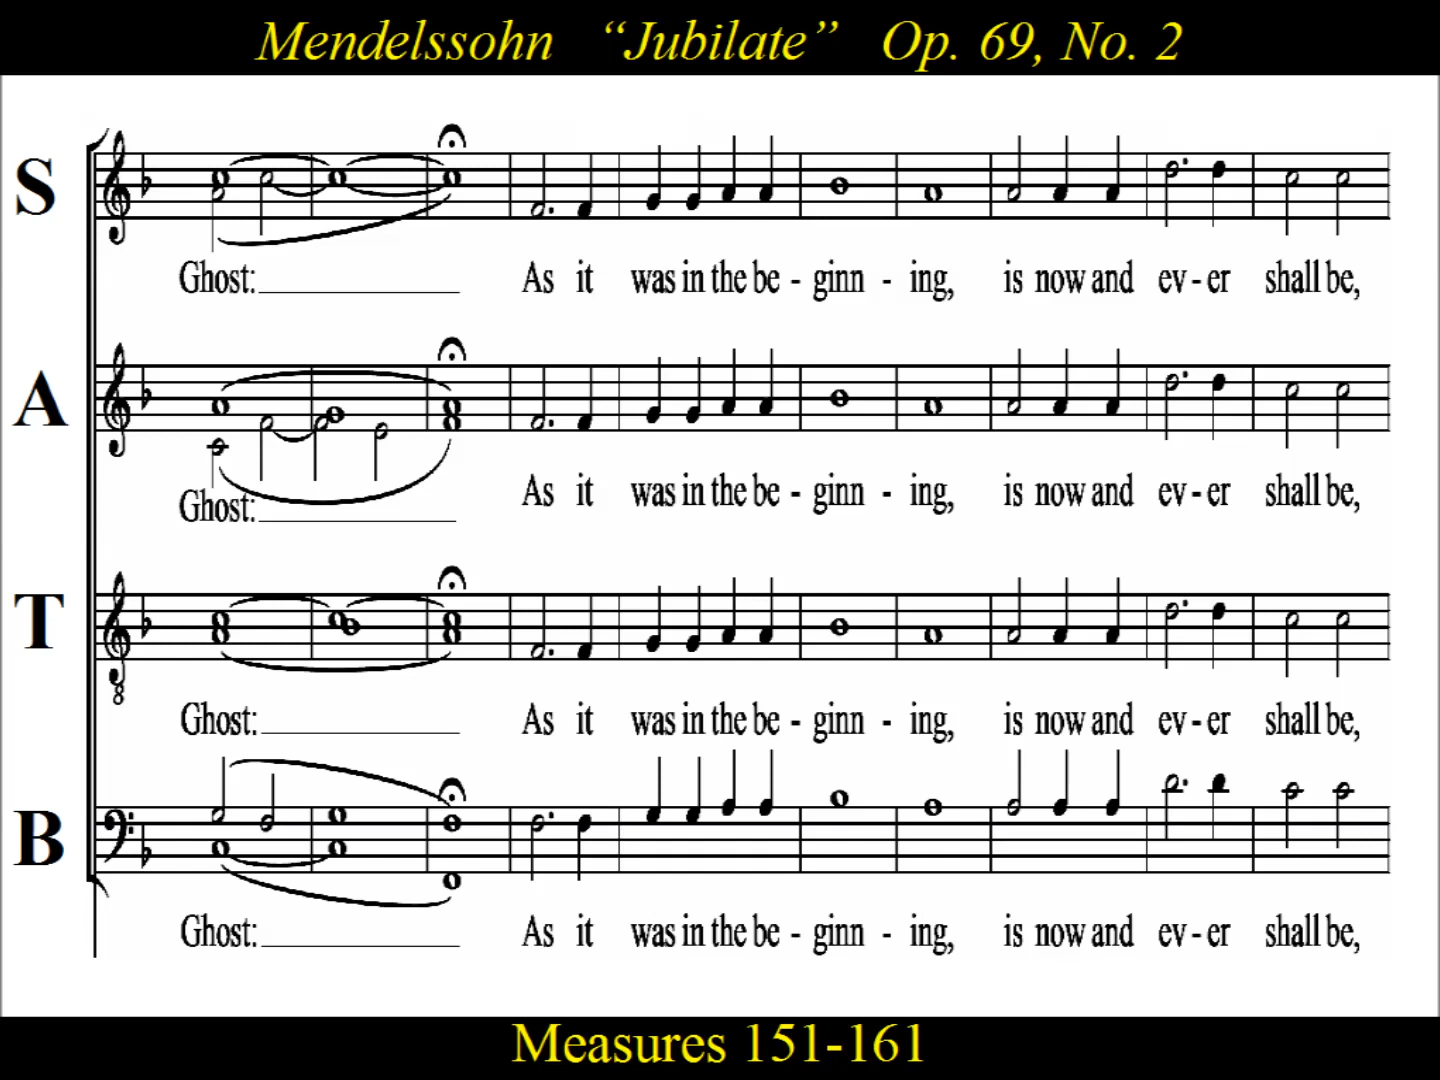 Mendelssohn “Jubilate” Op. 69, No. 2
S
Ghost: As it was in the be - ginn - ing, is now and ev - er shall be,
A
Ghost: As it was in the be - ginn - ing, is now and ev - er shall be,
T
8
Ghost: As it was in the be - ginn - ing, is now and ev - er shall be,
B
Ghost: As it was in the be - ginn - ing, is now and ev - er shall be,
Measures 151-161